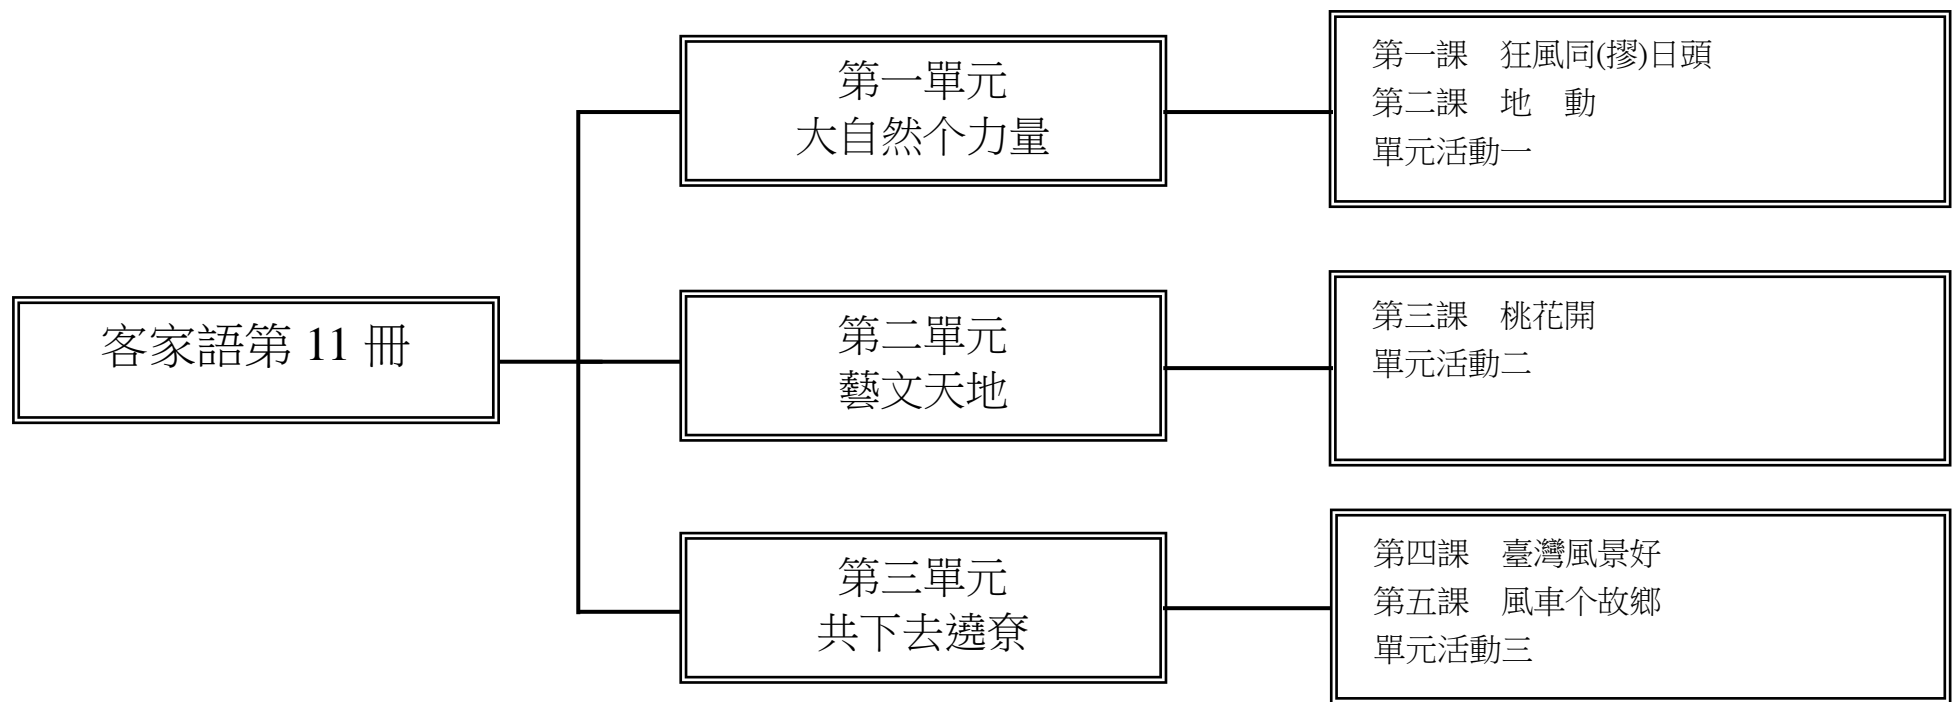 客家語第 11 冊
第一單元
大自然个力量
第一課　狂風同(摎)日頭
第二課　地　動
單元活動一
第二單元
藝文天地
第三課　桃花開
單元活動二
第三單元
共下去遶尞
第四課　臺灣風景好
第五課　風車个故鄉
單元活動三